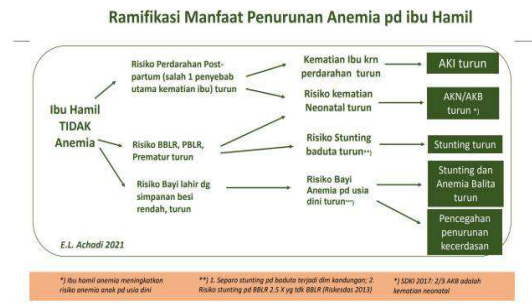 Ramifikasi Manfaat Penurunan Anemia pd ibu Hamil
Ibu Hamil
TIDAK
Anemia
Risiko Perdarahan Post-
partum (salah 1 penyebab
utama kematian ibu) turun
Risiko BBLR, PBLR,
Prematur turun
Risiko Bayi lahir dg
simpanan besi
rendah, turun
Kematian Ibu krn
perdarahan turun
Risiko kematian
Neonatal turun
Risiko Stunting
baduta turun**)
Risiko Bayi
Anemia pd usia
dini turun***)
AKI turun
AKN/AKB
turun *)
Stunting turun
Stunting dan
Anemia Balita
turun
Pencegahan
penurunan
kecerdasan
E.L. Achadi 2021
*) Ibu hamil anemia meningkatkan
risiko anemia anak pd usia dini
**) 1. Separo stunting pd baduta terjadi dlm kandungan; 2.
Risiko stunting pd BBLR 2.5 X yg tdk BBLR (Riskesdas 2013)
*) SDKI 2017: 2/3 AKB adalah
kematian neonatal